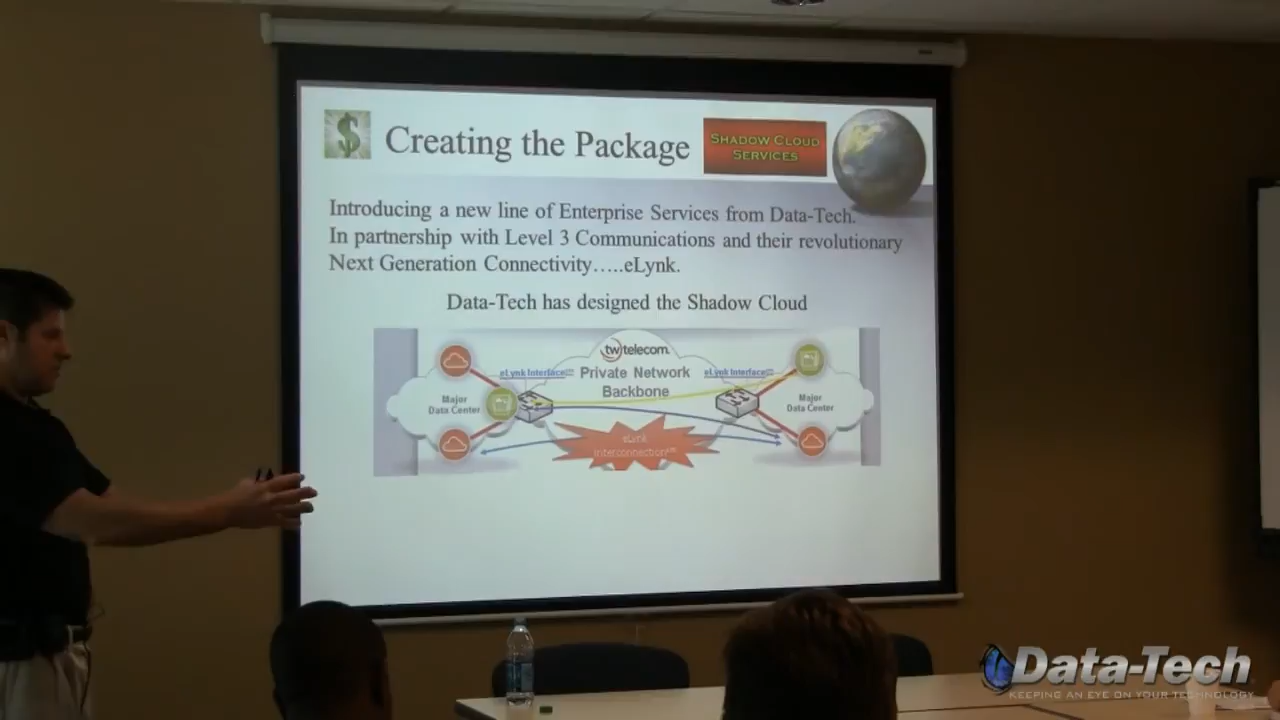 Creating the Package
SHADOW CLOUD
SERVICES
Introducing a new line of Enterprise Services from Data-Tech.
In partnership with Level 3 Communications and their revolutionary
Next Generation Connectivity…..eLynk.
Data-Tech has designed the Shadow Cloud
tw telecom.
eLynk Interface℠
Private Network
Backbone
eLynk Interface℠
Major
Data Center
Major
Data Center
eLynk
Interconnection℠
Data-Tech
KEEPING AN EYE ON YOUR TECHNOLOGY